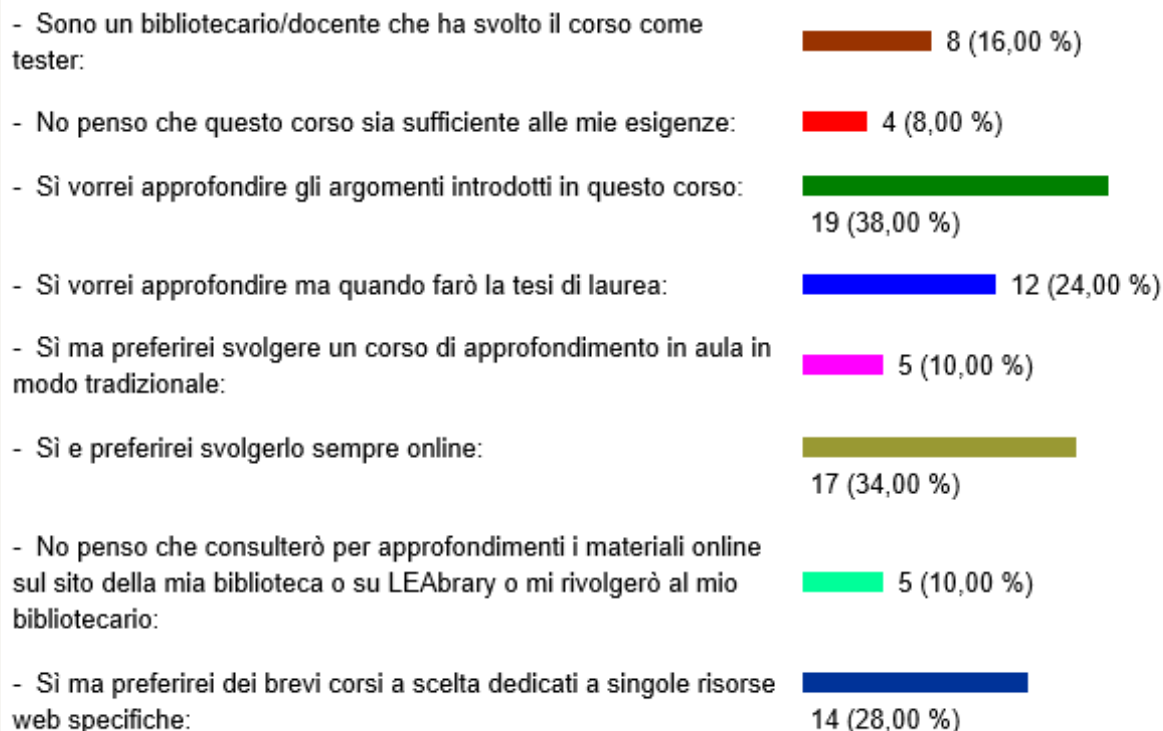 - Sono un bibliotecario/docente che ha svolto il corso come
tester:
8 (16,00 %)
- No penso che questo corso sia sufficiente alle mie esigenze:
4 (8,00 %)
- Sì vorrei approfondire gli argomenti introdotti in questo corso:
19 (38,00 %)
- Sì vorrei approfondire ma quando farò la tesi di laurea:
12 (24,00 %)
- Sì ma preferirei svolgere un corso di approfondimento in aula in
modo tradizionale:
5 (10,00 %)
- Sì e preferirei svolgerlo sempre online:
17 (34,00 %)
- No penso che consulterò per approfondimenti i materiali online
sul sito della mia biblioteca o su LEAbrary o mi rivolgerò al mio
bibliotecario:
5 (10,00 %)
- Sì ma preferirei dei brevi corsi a scelta dedicati a singole risorse
web specifiche:
14 (28,00 %)